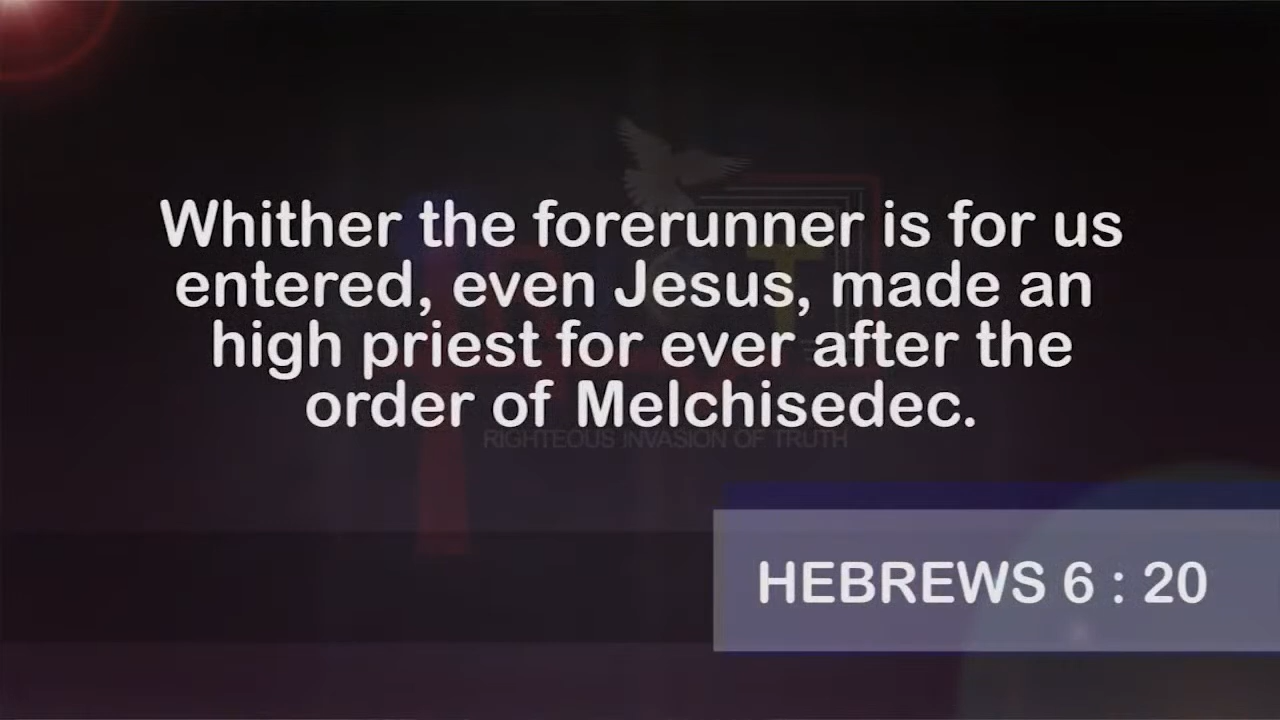 Whither the forerunner is for us
entered, even Jesus, made an
high priest for ever after the
order of Melchisedec.
RIGHTEOUS INVASION OF TRUTH
HEBREWS 6 : 20